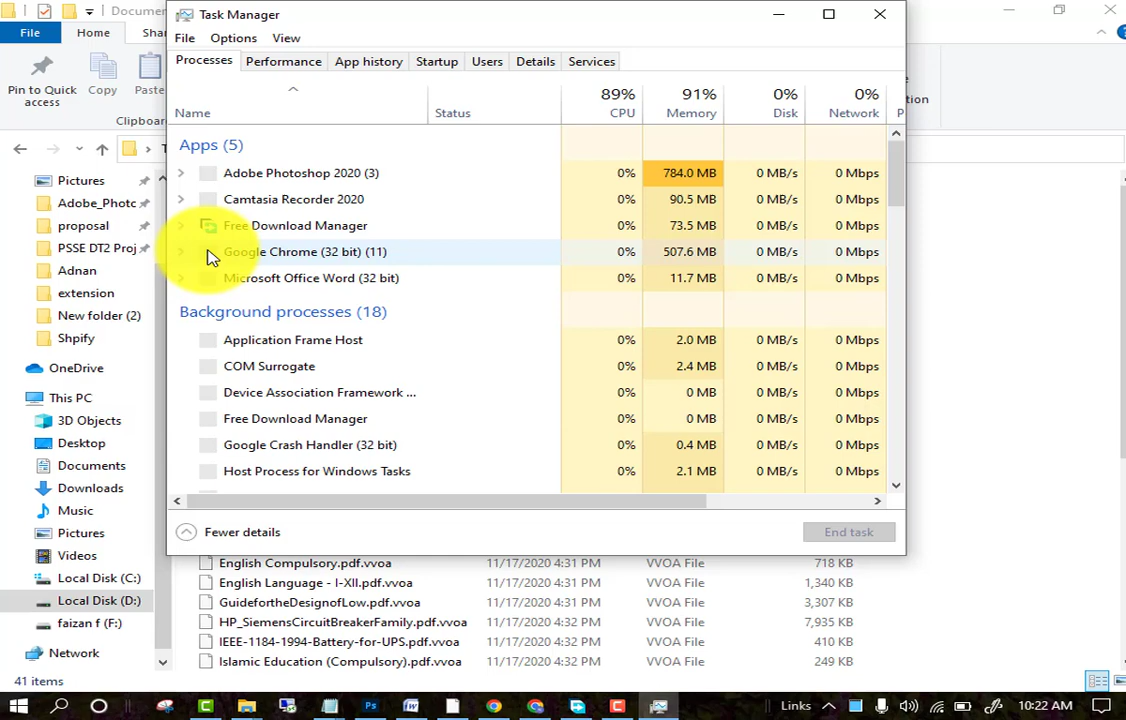 Documen
File
Home
Sha
Pin to Quick
access
Copy
Paste
Clipboar
Pictures
Adobe_Photc
proposal
PSSE DT2 Proj
Adnan
extension
New folder (2)
Shpify
OneDrive
This PC
3D Objects
Desktop
Documents
Downloads
Music
Pictures
Videos
Local Disk (C:)
Local Disk (D:)
faizan f (F:)
Network
41 items
Task Manager
File Options View
Processes Performance App history Startup Users Details Services
89% 91% 0% 0%
Name Status CPU Memory Disk Network P
Apps (5)
Adobe Photoshop 2020 (3) 0% 784.0 MB 0 MB/s 0 Mbps
Camtasia Recorder 2020 0% 90.5 MB 0 MB/s 0 Mbps
Free Download Manager 0% 73.5 MB 0 MB/s 0 Mbps
Google Chrome (32 bit) (11) 0% 507.6 MB 0 MB/s 0 Mbps
Microsoft Office Word (32 bit) 0% 11.7 MB 0 MB/s 0 Mbps
Background processes (18)
Application Frame Host 0% 2.0 MB 0 MB/s 0 Mbps
COM Surrogate 0% 2.4 MB 0 MB/s 0 Mbps
Device Association Framework ... 0% 0 MB 0 MB/s 0 Mbps
Free Download Manager 0% 0 MB 0 MB/s 0 Mbps
Google Crash Handler (32 bit) 0% 0.4 MB 0 MB/s 0 Mbps
Host Process for Windows Tasks 0% 2.1 MB 0 MB/s 0 Mbps
Fewer details End task
English Compulsory.pdf.vvoa 11/17/2020 4:31 PM VVOA File 718 KB
English Language - I-XII.pdf.vvoa 11/17/2020 4:31 PM VVOA File 1,340 KB
GuidefortheDesignofLow.pdf.vvoa 11/17/2020 4:31 PM VVOA File 3,307 KB
HP_SiemensCircuitBreakerFamily.pdf.vvoa 11/17/2020 4:32 PM VVOA File 7,935 KB
IEEE-1184-1994-Battery-for-UPS.pdf.vvoa 11/17/2020 4:32 PM VVOA File 410 KB
Islamic Education (Compulsory).pdf.vvoa 11/17/2020 4:32 PM VVOA File 249 KB
Links 10:22 AM